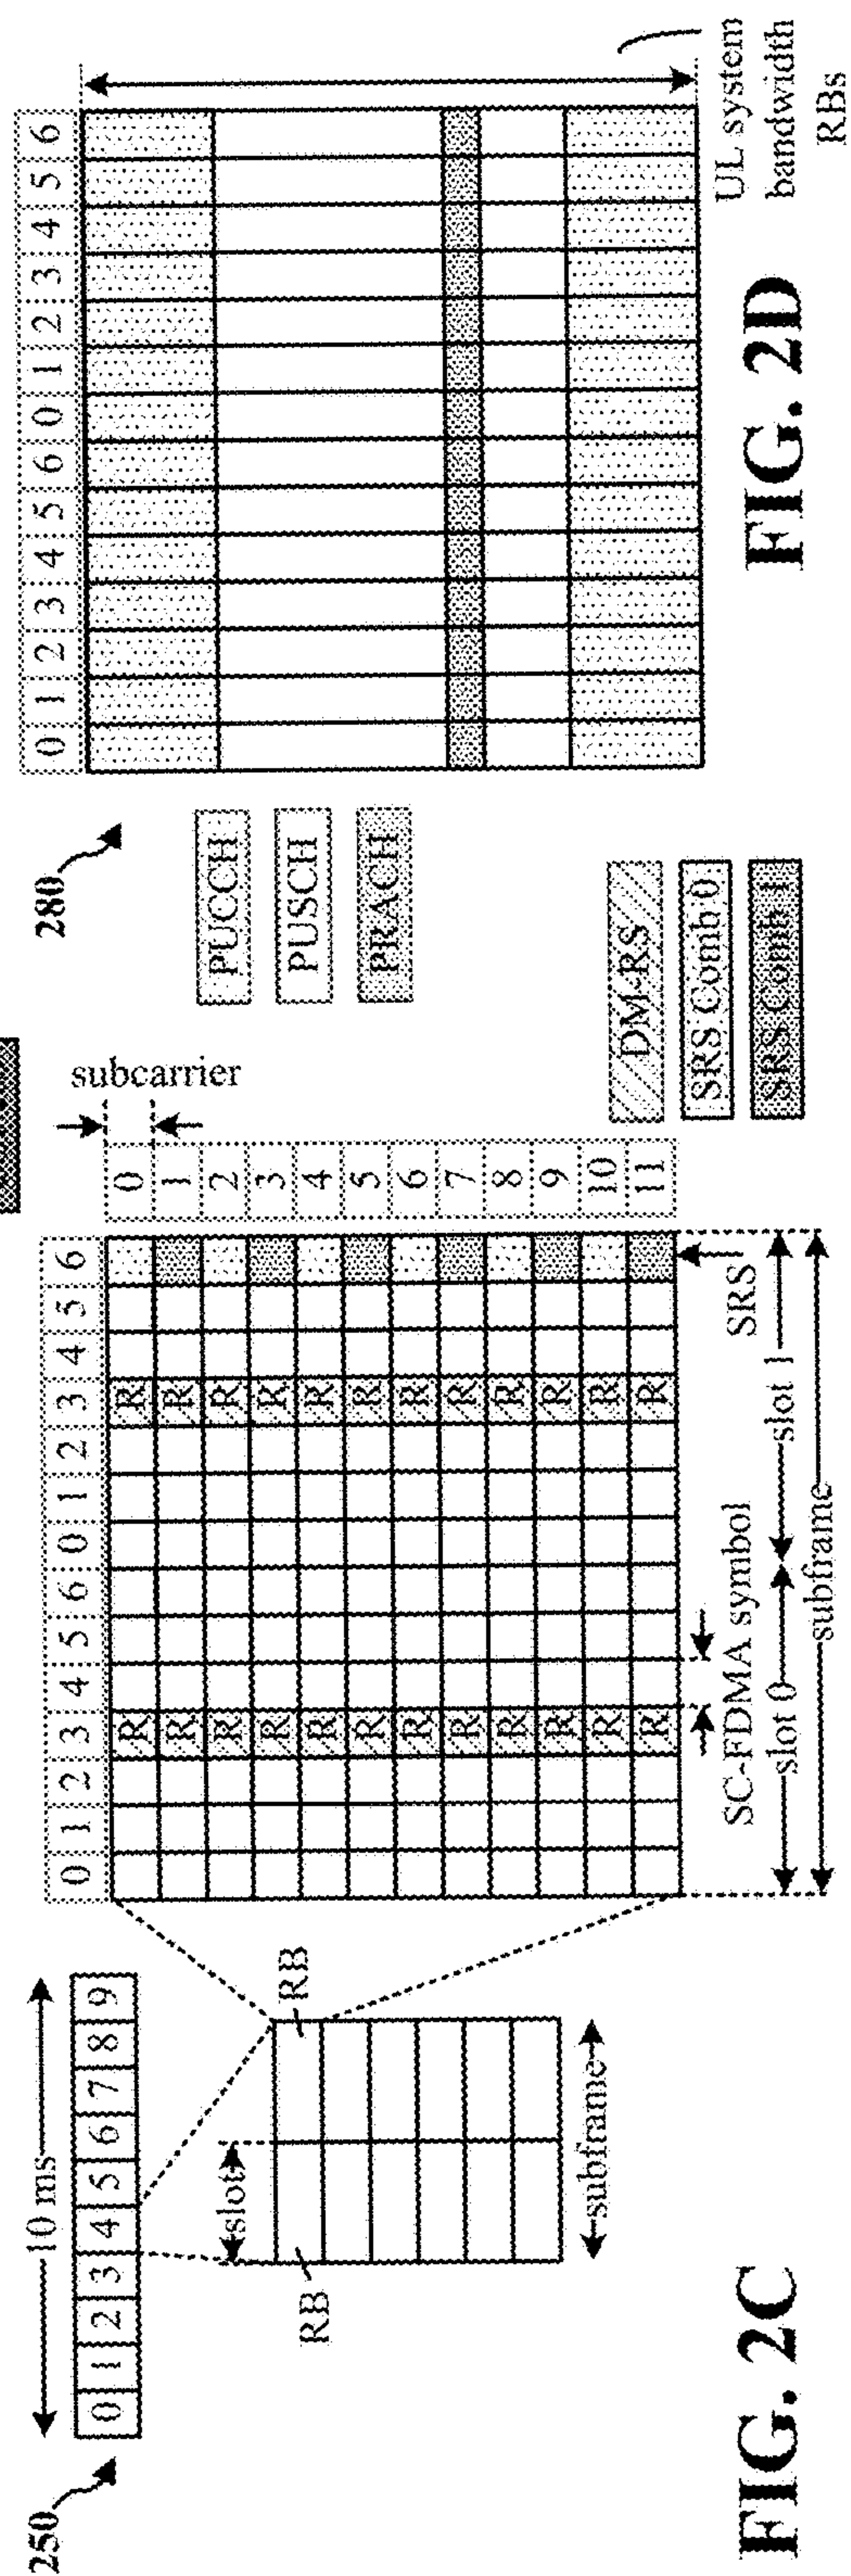 250
10 ms
0 1 2 3 4 5 6 7 8 9
slot
RB
RB
subframe
FIG. 2C
0 1 2 3 4 5 6 0 1 2 3 4 5 6
subcarrier
R R 0
R R 1
R R 2
R R 3
R R 4
R R 5
R R 6
R R 7
R R 8
R R 9
R R 10
R R 11
SC-FDMA symbol
SRS
slot 0
slot 1
subframe
DM-RS
SRS Comb 0
SRS Comb 1
280
PUCCH
PUSCH
PRACH
0 1 2 3 4 5 6 0 1 2 3 4 5 6
UL system
bandwidth
RBs
FIG. 2D